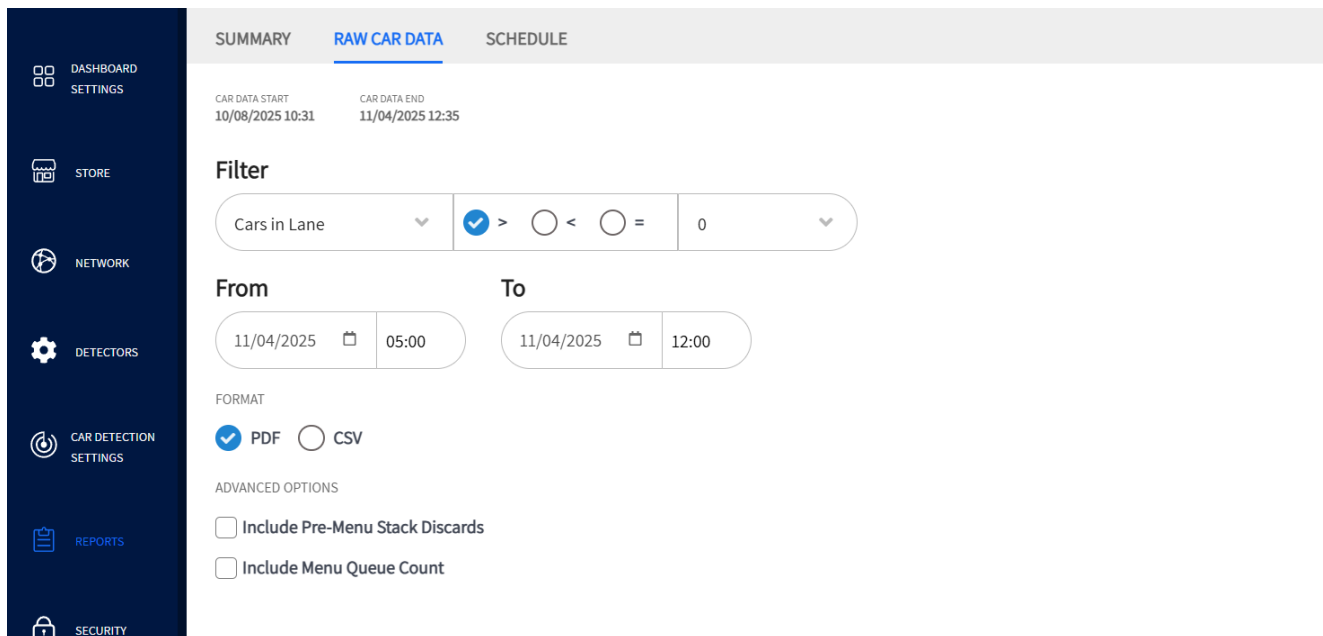 SUMMARY RAW CAR DATA SCHEDULE
DASHBOARD
SETTINGS
STORE
NETWORK
DETECTORS
CAR DETECTION
SETTINGS
REPORTS
SECURITY
CAR DATA START CAR DATA END
10/08/2025 10:31 11/04/2025 12:35
Filter
Cars in Lane > < = 0
From To
11/04/2025 05:00 11/04/2025 12:00
FORMAT
PDF CSV
ADVANCED OPTIONS
Include Pre-Menu Stack Discards
Include Menu Queue Count